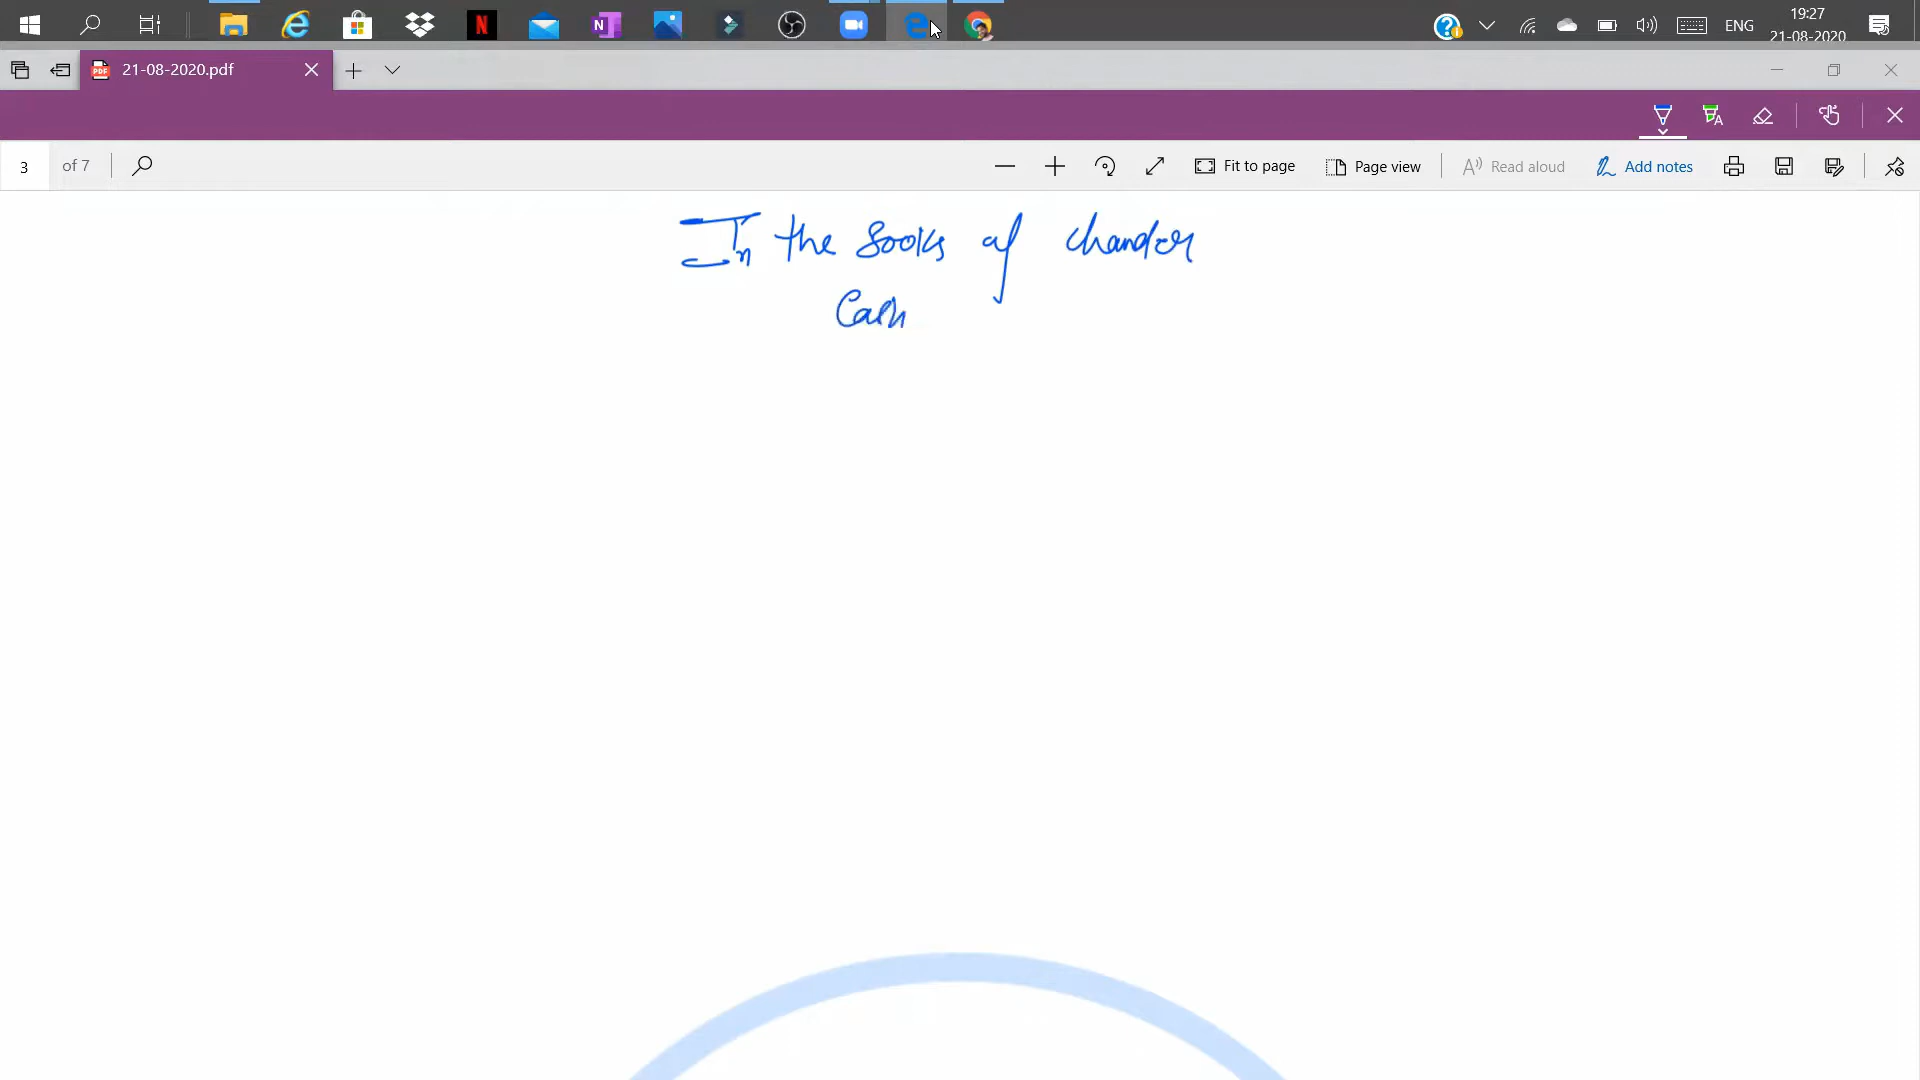 19:27
ENG
21-08-2020
21-08-2020.pdf
3 of 7 Fit to page Page view Read aloud Add notes
In the Books of Chander
Cash